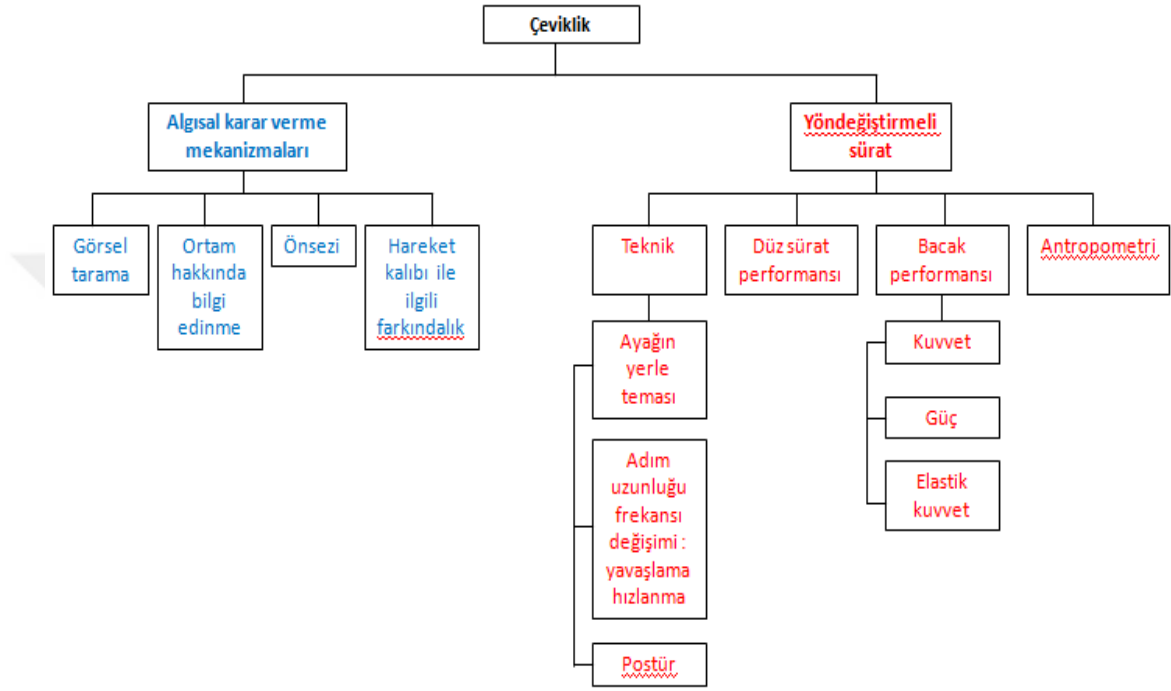 Çeviklik
Algısal karar verme
mekanizmaları
Yöndeğiştirmeli
sürat
Görsel
tarama
Ortam
hakkında
bilgi
edinme
Önsezi
Hareket
kalıbı ile
ilgili
farkındalık
Teknik
Düz sürat
performansı
Bacak
performansı
Antropometri
Ayağın
yerle
teması
Adım
uzunluğu
frekansı
değişimi :
yavaşlama
hızlanma
Postür
Kuvvet
Güç
Elastik
kuvvet